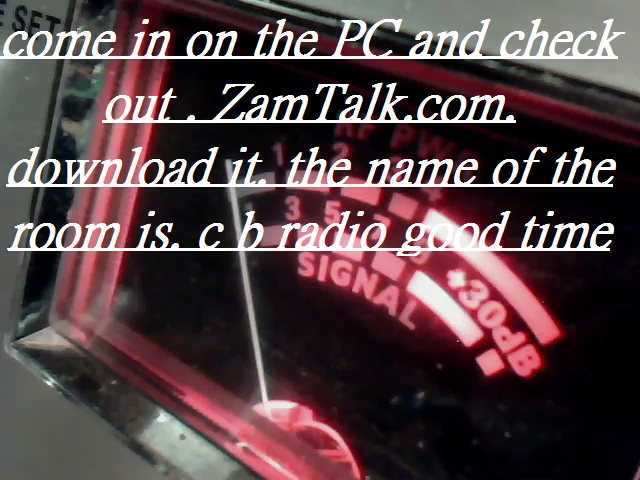 E SET
come in on the PC and check
out . ZamTalk.com.
download it. the name of the
room is. c b radio good time
RF PWR
1 2
3 5
SIGNAL
+30dB